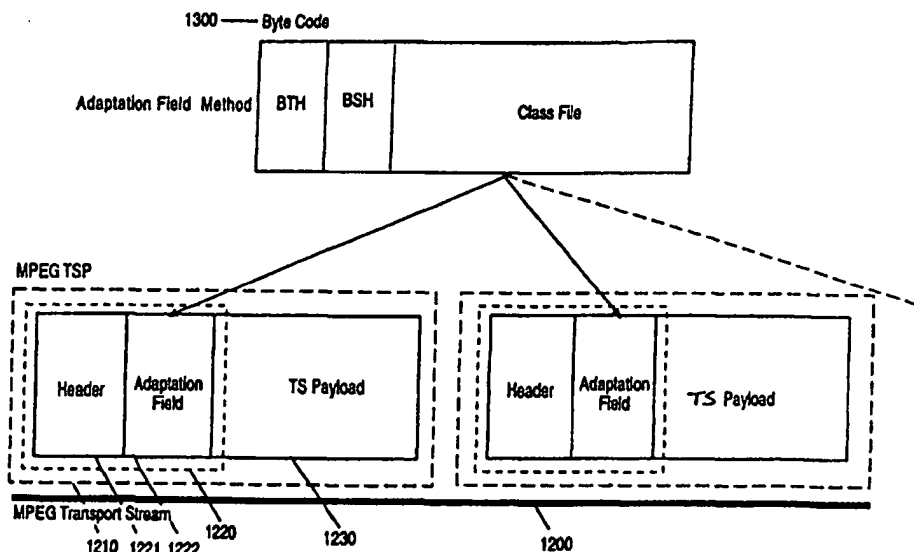 1300 Byte Code
Adaptation Field Method
BTH
BSH
Class File
MPEG TSP
Header
Adaptation
Field
TS Payload
Header
Adaptation
Field
TS Payload
MPEG Transport Stream
1210 1221 1222 1220 1230 1200